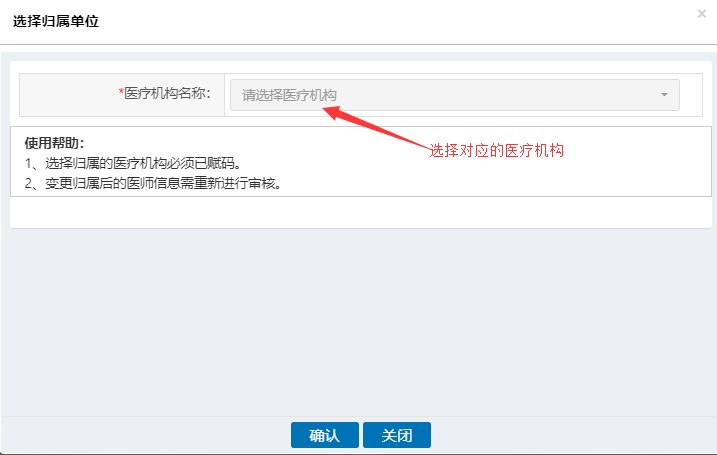 选择归属单位
×
*医疗机构名称：
请选择医疗机构
选择对应的医疗机构
使用帮助：
1、选择归属的医疗机构必须已赋码。
2、变更归属后的医师信息需重新进行审核。
确认
关闭